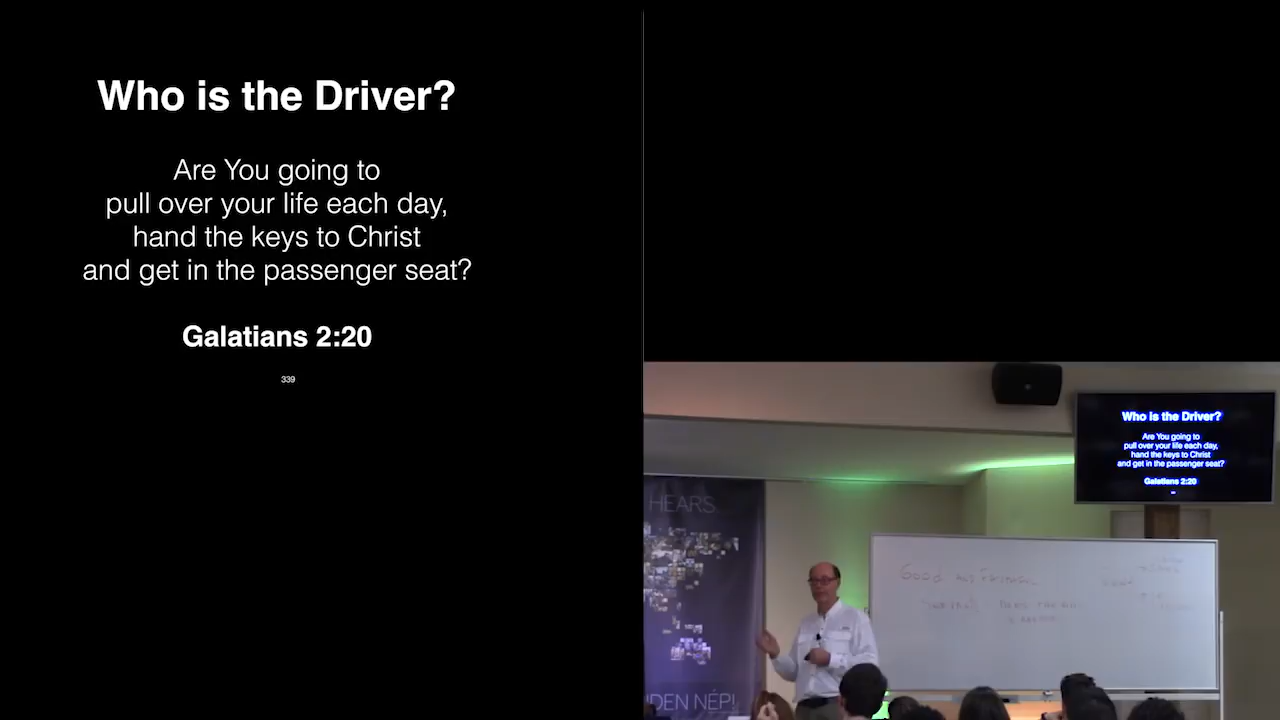 Who is the Driver?
Are You going to
pull over your life each day,
hand the keys to Christ
and get in the passenger seat?
Galatians 2:20
339
Who is the Driver?
Are You going to
pull over your life each day,
hand the keys to Christ
and get in the passenger seat?
Galatians 2:20
HEARS
Good
DEN NÉP!